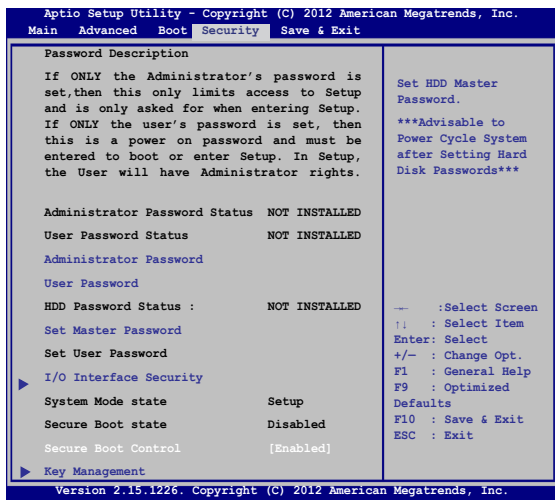 Aptio Setup Utility - Copyright (C) 2012 American Megatrends, Inc.
Main Advanced Boot Security Save & Exit
Password Description
If ONLY the Administrator's password is
set,then this only limits access to Setup
and is only asked for when entering Setup.
If ONLY the user's password is set, then
this is a power on password and must be
entered to boot or enter Setup. In Setup,
the User will have Administrator rights.
Administrator Password Status NOT INSTALLED
User Password Status NOT INSTALLED
Administrator Password
User Password
HDD Password Status : NOT INSTALLED
Set Master Password
Set User Password
I/O Interface Security
System Mode state Setup
Secure Boot state Disabled
Secure Boot Control [Enabled]
Key Management
Set HDD Master
Password.
***Advisable to
Power Cycle System
after Setting Hard
Disk Passwords***
→← :Select Screen
↑↓ : Select Item
Enter: Select
+/— : Change Opt.
F1 : General Help
F9 : Optimized
Defaults
F10 : Save & Exit
ESC : Exit
Version 2.15.1226. Copyright (C) 2012 American Megatrends, Inc.